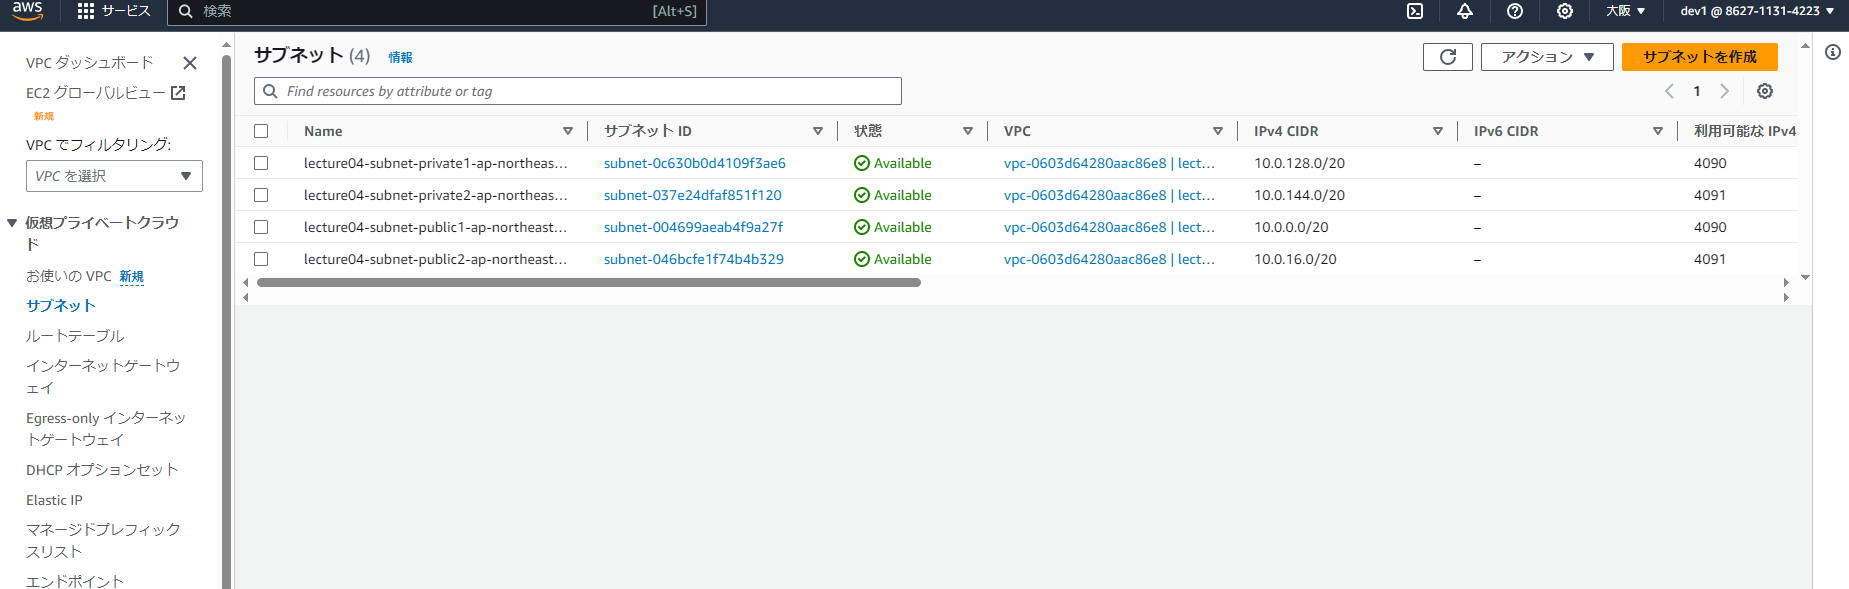 aws
サービス
検索
[Alt+S]
大阪
dev1 @ 8627-1131-4223
VPC ダッシュボード
EC2 グローバルビュー
新規
VPC でフィルタリング:
VPC を選択
仮想プライベートクラウ
ド
お使いの VPC 新規
サブネット
ルートテーブル
インターネットゲートウ
ェイ
Egress-only インターネッ
トゲートウェイ
DHCP オプションセット
Elastic IP
マネージドプレフィック
スリスト
エンドポイント
サブネット (4) 情報
アクション
サブネットを作成
Find resources by attribute or tag
1
Name サブネット ID 状態 VPC IPv4 CIDR IPv6 CIDR 利用可能な IPv4
lecture04-subnet-private1-ap-northeas... subnet-0c630b0d4109f3ae6 Available vpc-0603d64280aac86e8 | lect... 10.0.128.0/20 – 4090
lecture04-subnet-private2-ap-northeas... subnet-037e24dfaf851f120 Available vpc-0603d64280aac86e8 | lect... 10.0.144.0/20 – 4091
lecture04-subnet-public1-ap-northeast... subnet-004699aeab4f9a27f Available vpc-0603d64280aac86e8 | lect... 10.0.0.0/20 – 4090
lecture04-subnet-public2-ap-northeast... subnet-046bcfe1f74b4b329 Available vpc-0603d64280aac86e8 | lect... 10.0.16.0/20 – 4091